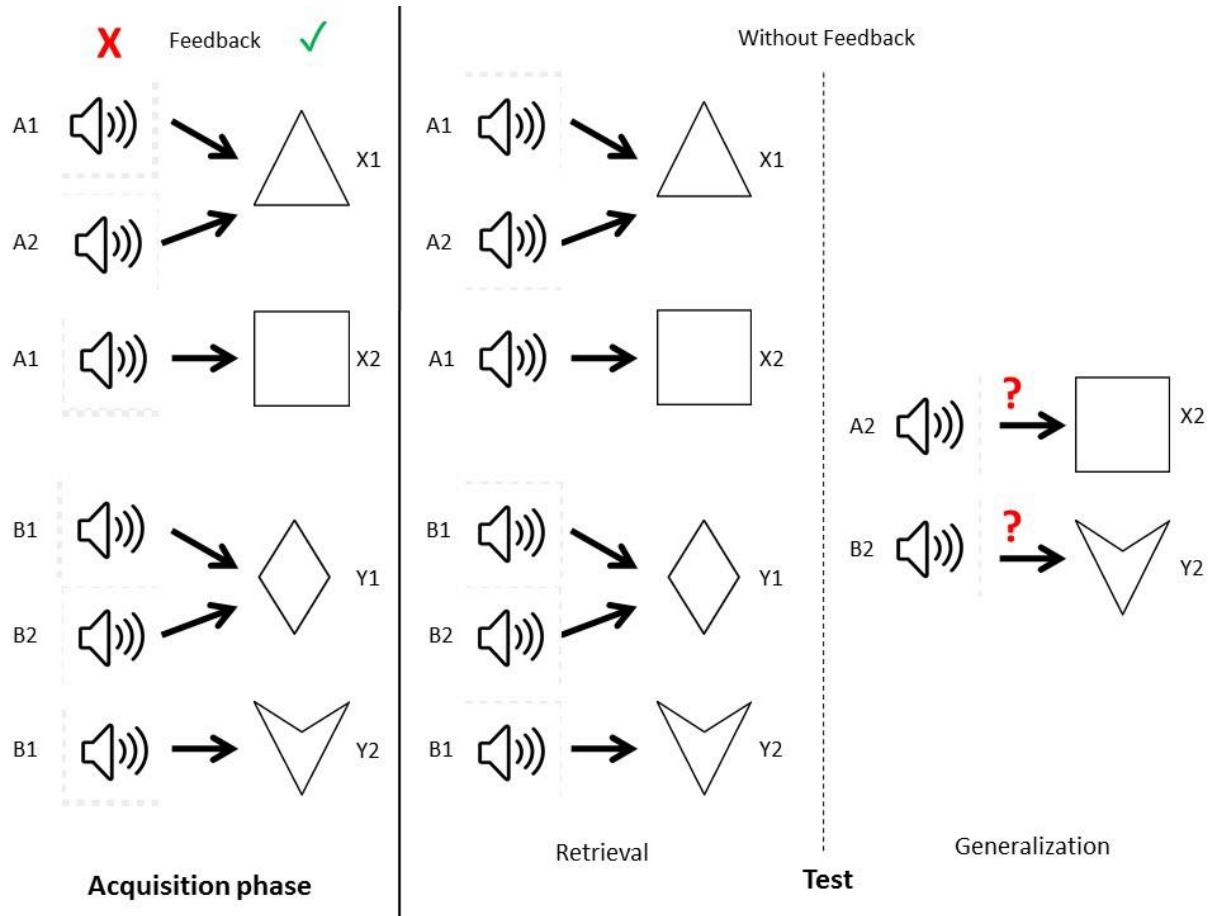 X Feedback ✓
Without Feedback
A1
X1
A2
A1
X2
B1
Y1
B2
B1
Y2
A1
X1
A2
A1
X2
B1
Y1
B2
B1
Y2
?
A2
X2
?
B2
Y2
Retrieval
Generalization
Acquisition phase
Test